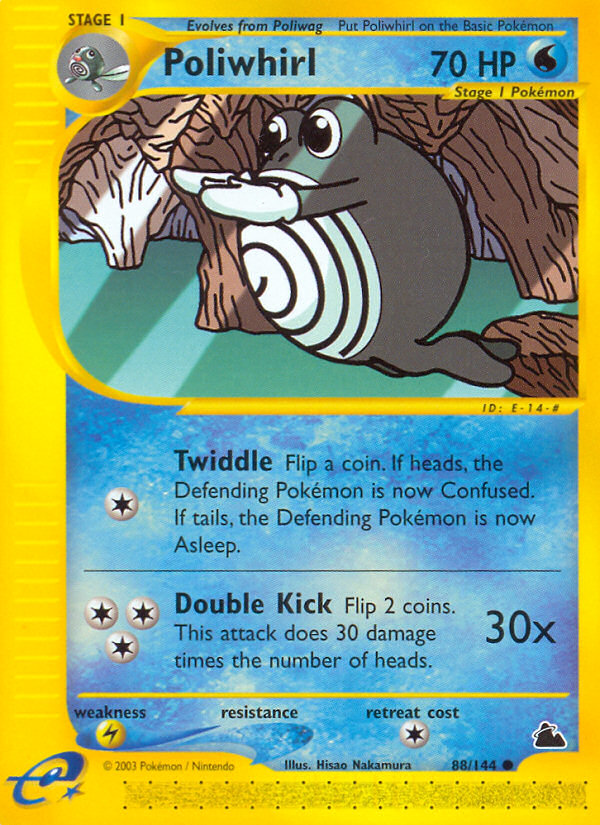 STAGE 1
Evolves from Poliwag Put Poliwhirl on the Basic Pokémon
Poliwhirl 70 HP
Stage 1 Pokémon
ID: E-14-#
Twiddle Flip a coin. If heads, the
Defending Pokémon is now Confused.
If tails, the Defending Pokémon is now
Asleep.
Double Kick Flip 2 coins.
This attack does 30 damage
times the number of heads.
30x
weakness resistance retreat cost
© 2003 Pokémon / Nintendo Illus. Hisao Nakamura 88/144
e